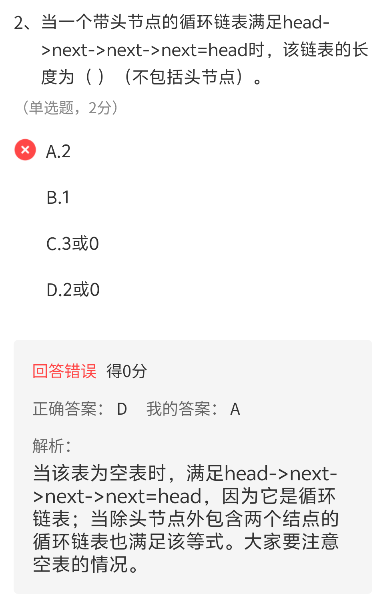 2、当一个带头节点的循环链表满足head-
>next->next->next=head时，该链表的长
度为（ ）（不包括头节点）。
（单选题，2分）
A.2
B.1
C.3或0
D.2或0
回答错误 得0分
正确答案： D 我的答案： A
解析：
当该表为空表时，满足head->next-
>next->next=head，因为它是循环
链表；当除头节点外包含两个结点的
循环链表也满足该等式。大家要注意
空表的情况。